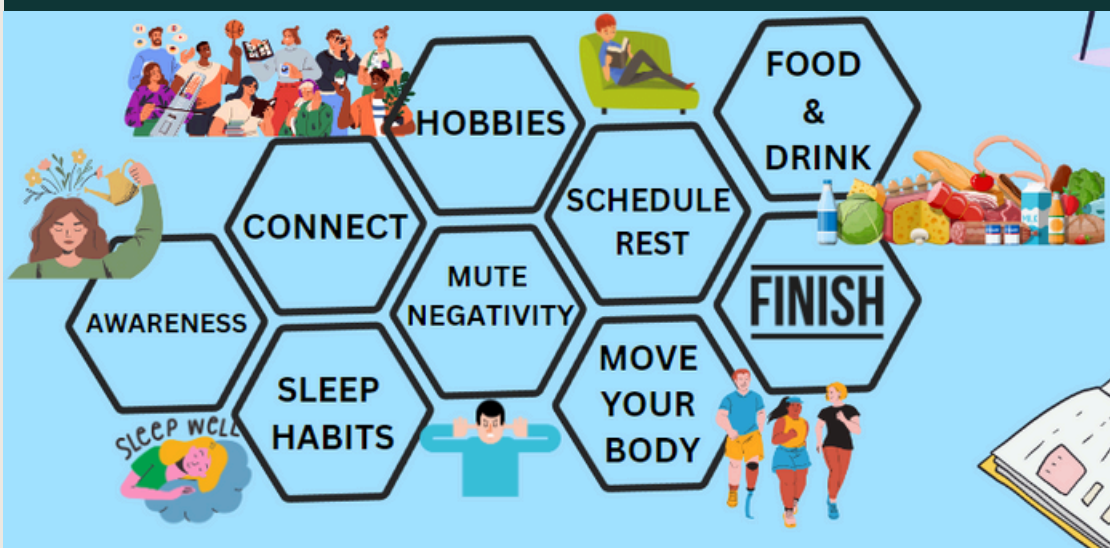 HOBBIES
FOOD
&
DRINK
CONNECT
SCHEDULE
REST
AWARENESS
MUTE
NEGATIVITY
FINISH
SLEEP
HABITS
MOVE
YOUR
BODY
SLEEP WELL